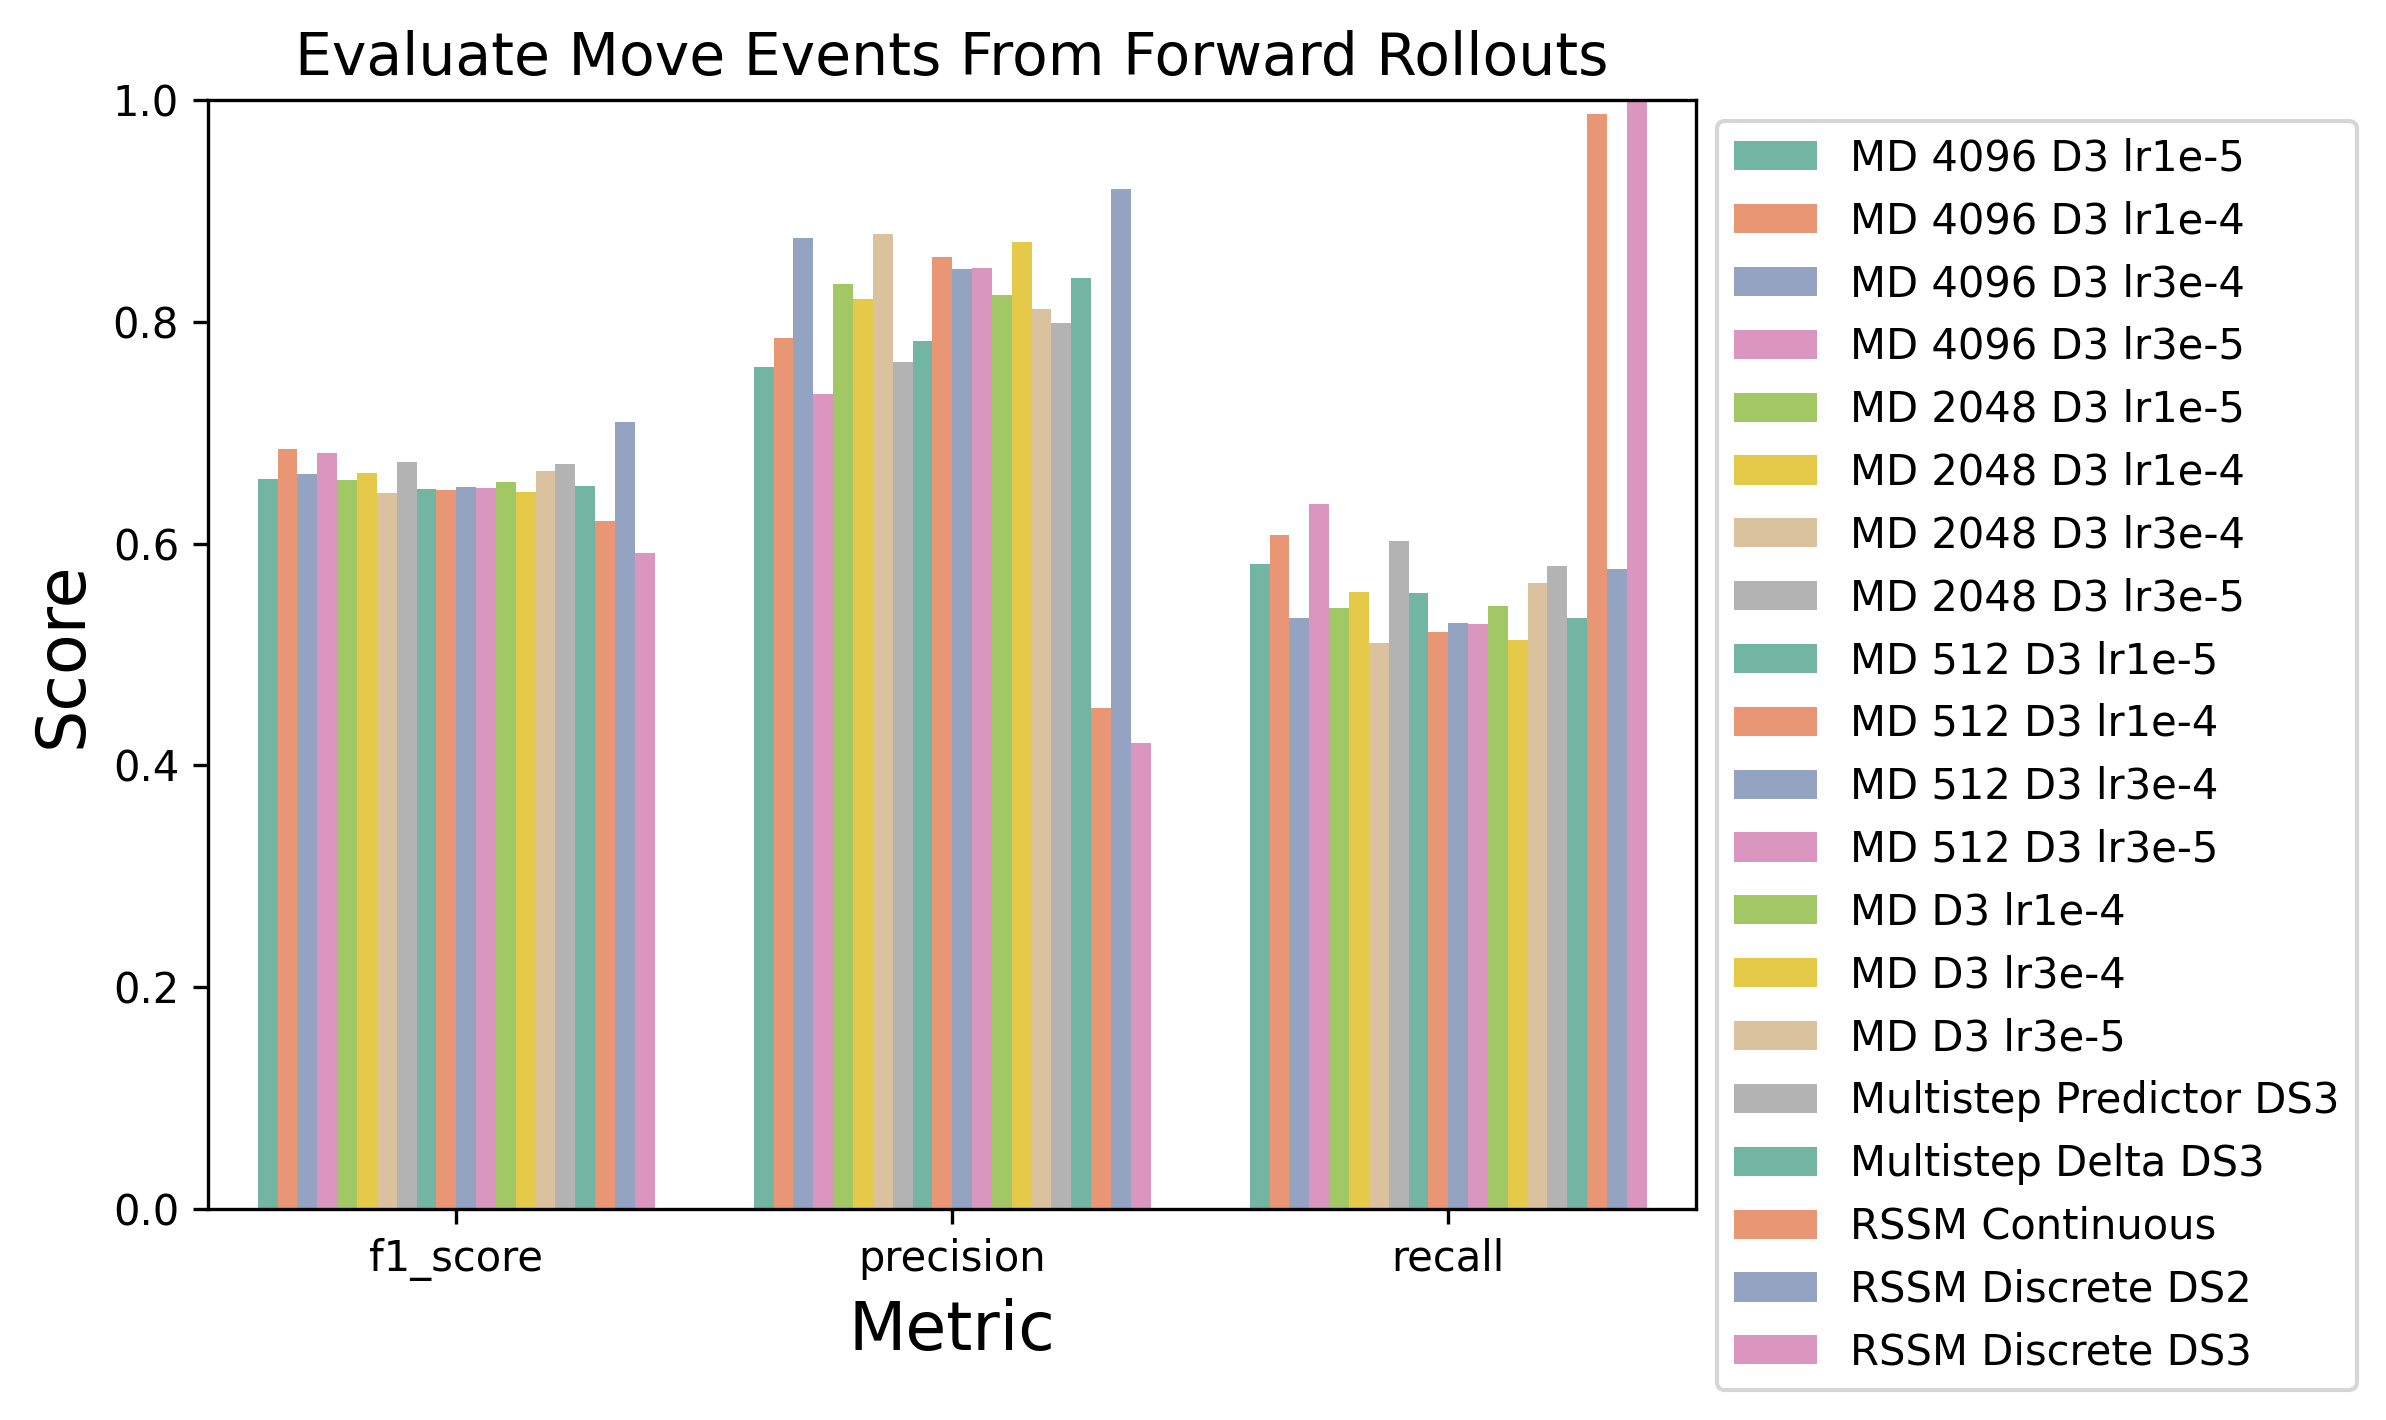 Evaluate Move Events From Forward Rollouts
1.0
0.8
0.6
0.4
0.2
0.0
Score
f1_score
precision
recall
Metric
MD 4096 D3 lr1e-5
MD 4096 D3 lr1e-4
MD 4096 D3 lr3e-4
MD 4096 D3 lr3e-5
MD 2048 D3 lr1e-5
MD 2048 D3 lr1e-4
MD 2048 D3 lr3e-4
MD 2048 D3 lr3e-5
MD 512 D3 lr1e-5
MD 512 D3 lr1e-4
MD 512 D3 lr3e-4
MD 512 D3 lr3e-5
MD D3 lr1e-4
MD D3 lr3e-4
MD D3 lr3e-5
Multistep Predictor DS3
Multistep Delta DS3
RSSM Continuous
RSSM Discrete DS2
RSSM Discrete DS3